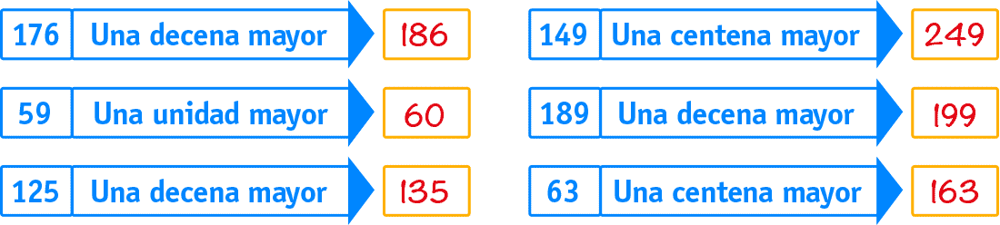 176 Una decena mayor 186
59 Una unidad mayor 60
125 Una decena mayor 135
149 Una centena mayor 249
189 Una decena mayor 199
63 Una centena mayor 163